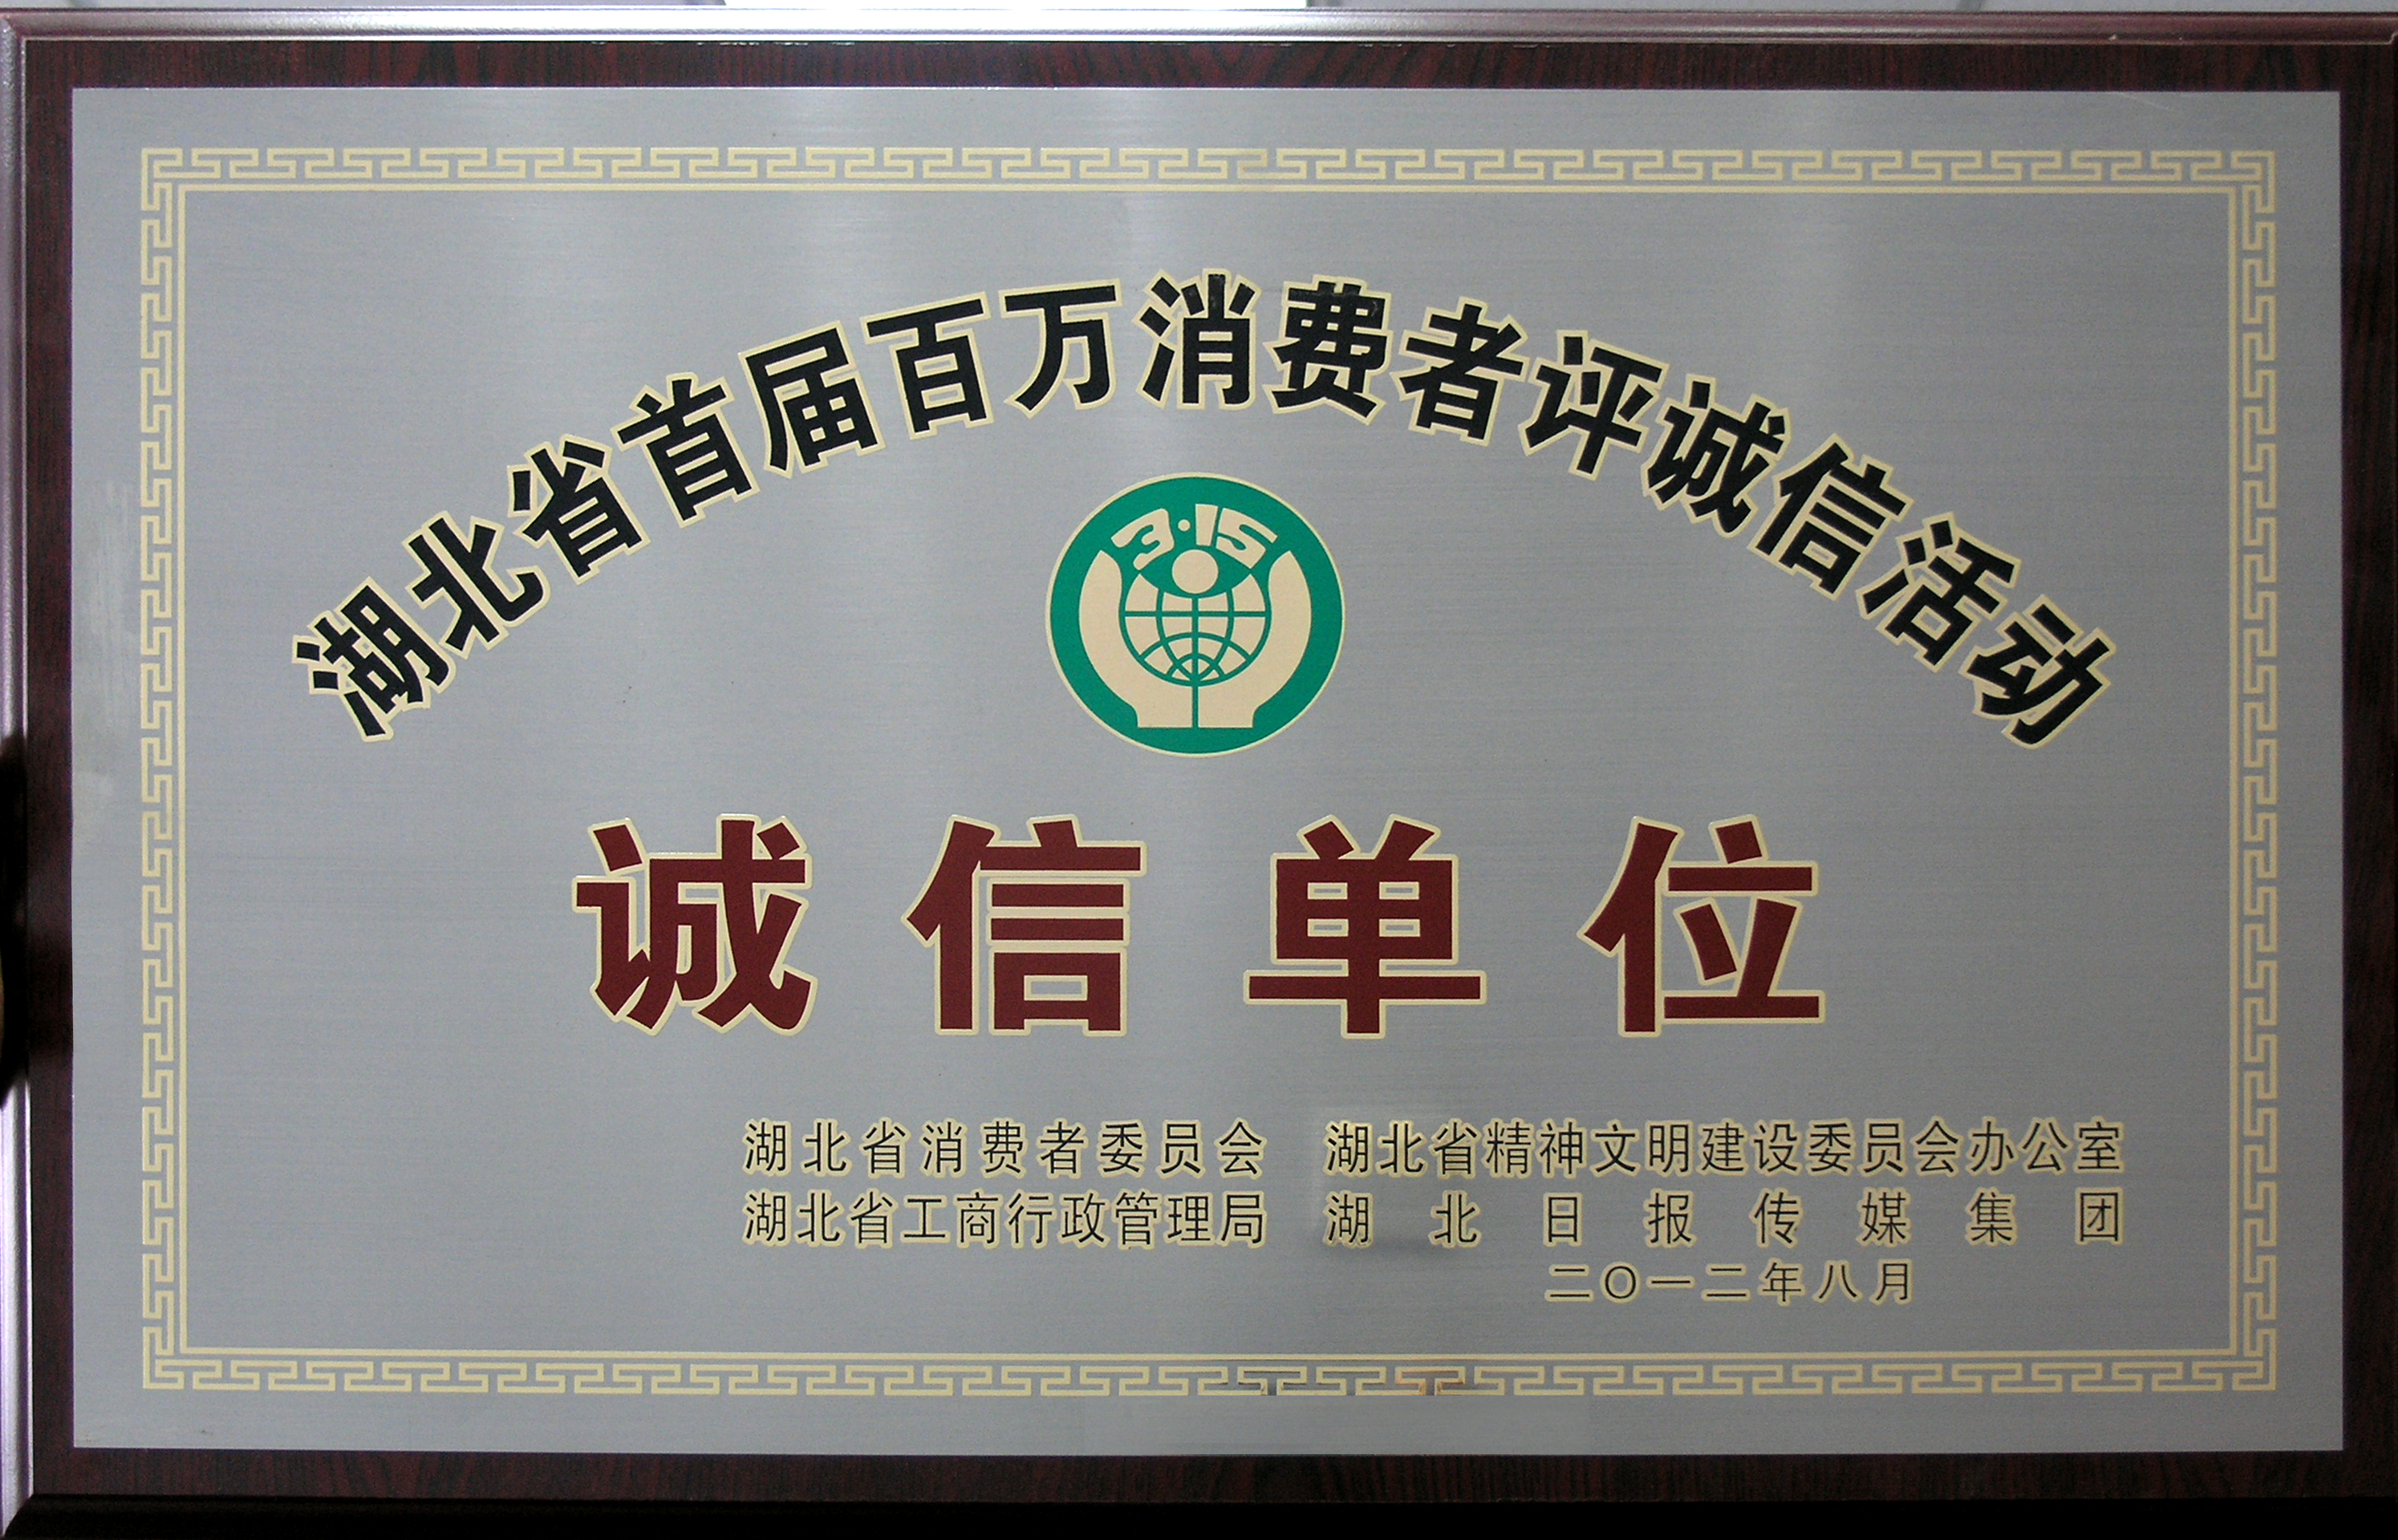 湖北省首届百万消费者评诚信活动
3·15
诚信单位
湖北省消费者委员会 湖北省精神文明建设委员会办公室
湖北省工商行政管理局 湖北日报传媒集团
二〇一二年八月